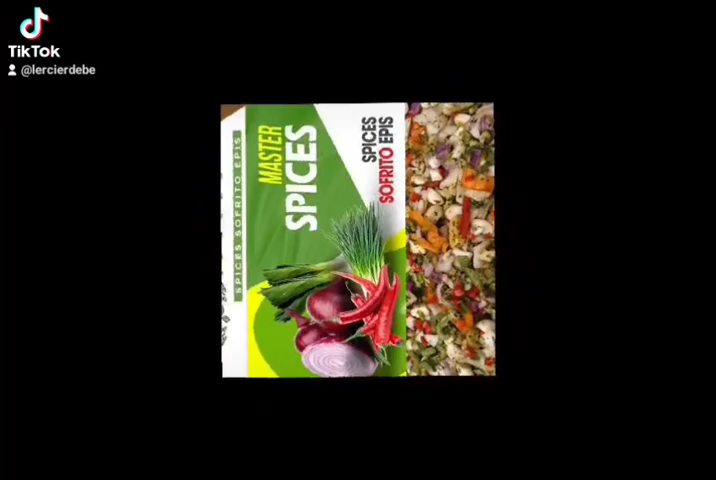 TikTok
@lercierdebe
SPICES SOFRITO EPIS
MASTER
SPICES
SPICES
SOFRITO EPIS